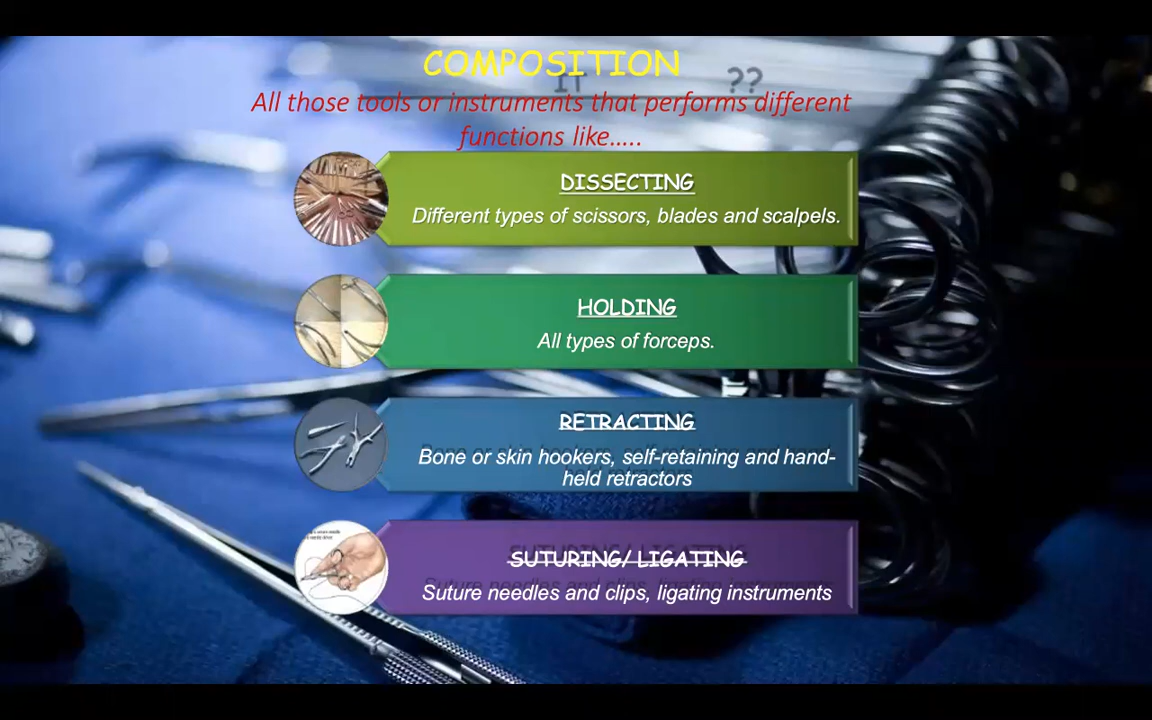 COMPOSITION
IT ??
All those tools or instruments that performs different
functions like.....
DISSECTING
Different types of scissors, blades and scalpels.
HOLDING
All types of forceps.
RETRACTING
Bone or skin hookers, self-retaining and hand-
held retractors
SUTURING/ LIGATING
Suture needles and clips, ligating instruments